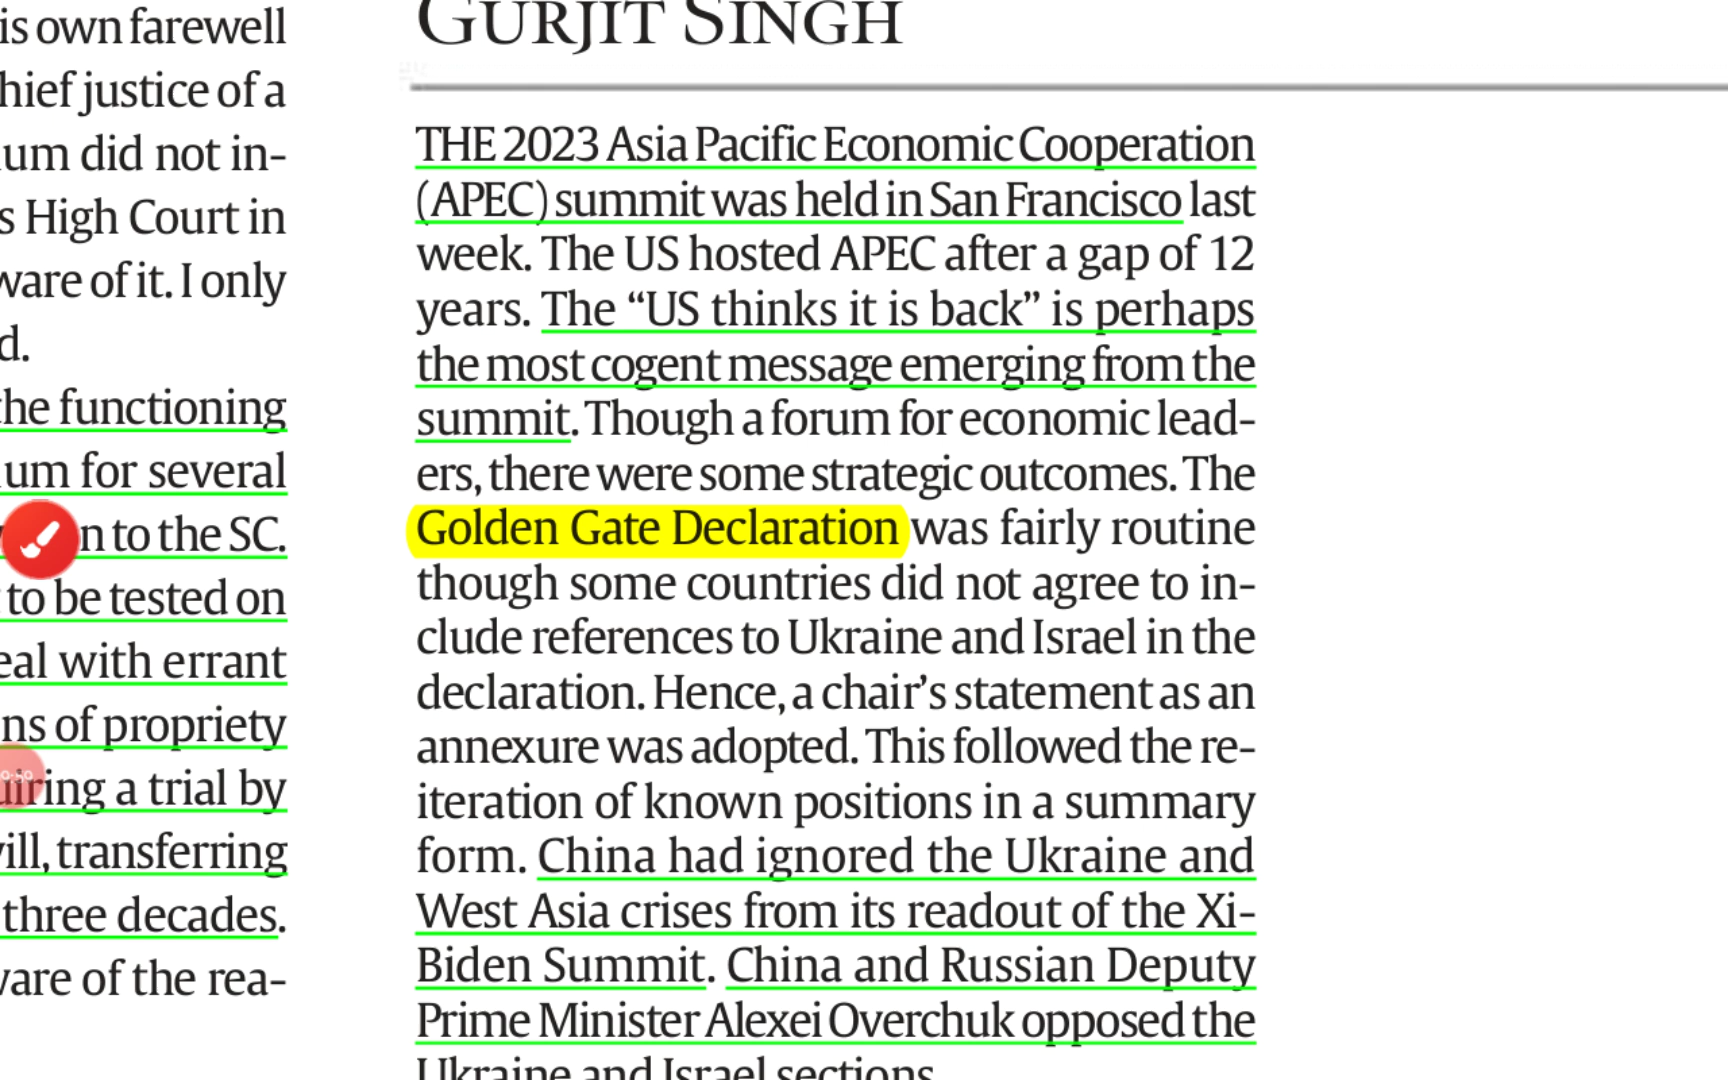 is own farewell
hief justice of a
um did not in-
s High Court in
ware of it. I only
d.
the functioning
um for several
n to the SC.
to be tested on
eal with errant
ns of propriety
iring a trial by
will, transferring
three decades.
ware of the rea-
GURJIT SINGH
THE 2023 Asia Pacific Economic Cooperation
(APEC) summit was held in San Francisco last
week. The US hosted APEC after a gap of 12
years. The “US thinks it is back” is perhaps
the most cogent message emerging from the
summit. Though a forum for economic lead-
ers, there were some strategic outcomes. The
Golden Gate Declaration was fairly routine
though some countries did not agree to in-
clude references to Ukraine and Israel in the
declaration. Hence, a chair’s statement as an
annexure was adopted. This followed the re-
iteration of known positions in a summary
form. China had ignored the Ukraine and
West Asia crises from its readout of the Xi-
Biden Summit. China and Russian Deputy
Prime Minister Alexei Overchuk opposed the
Ukraine and Israel sections.